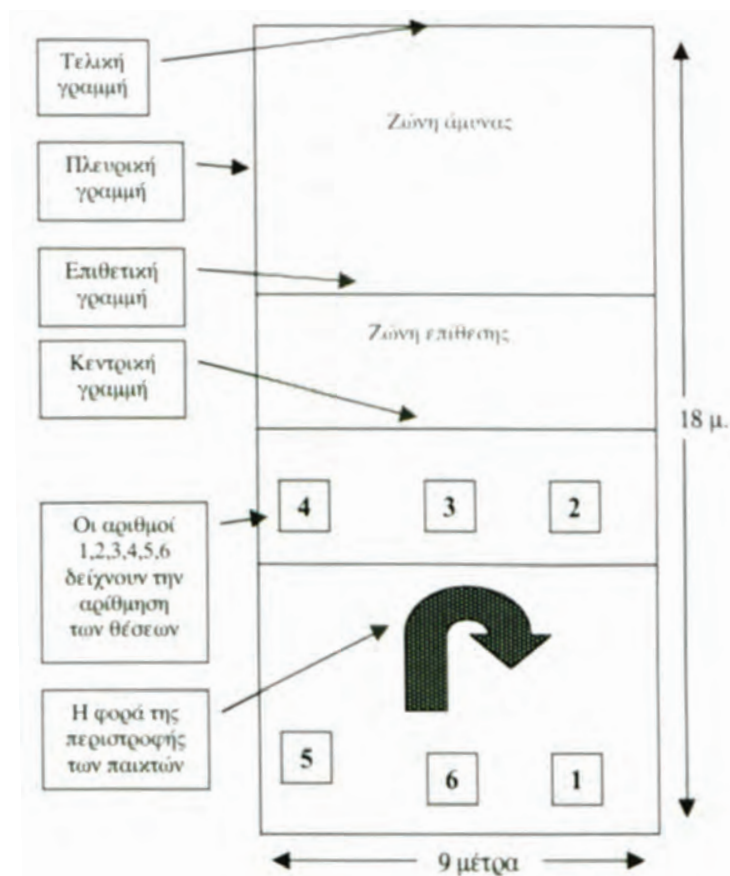 Τελική
γραμμή
Ζώνη άμυνας
Πλευρική
γραμμή
Επιθετική
γραμμή
Ζώνη επίθεσης
Κεντρική
γραμμή
18 μ.
4 3 2
Οι αριθμοί
1,2,3,4,5,6
δείχνουν την
αρίθμηση
των θέσεων
Η φορά της
περιστροφής
των παικτών
5 6 1
9 μέτρα